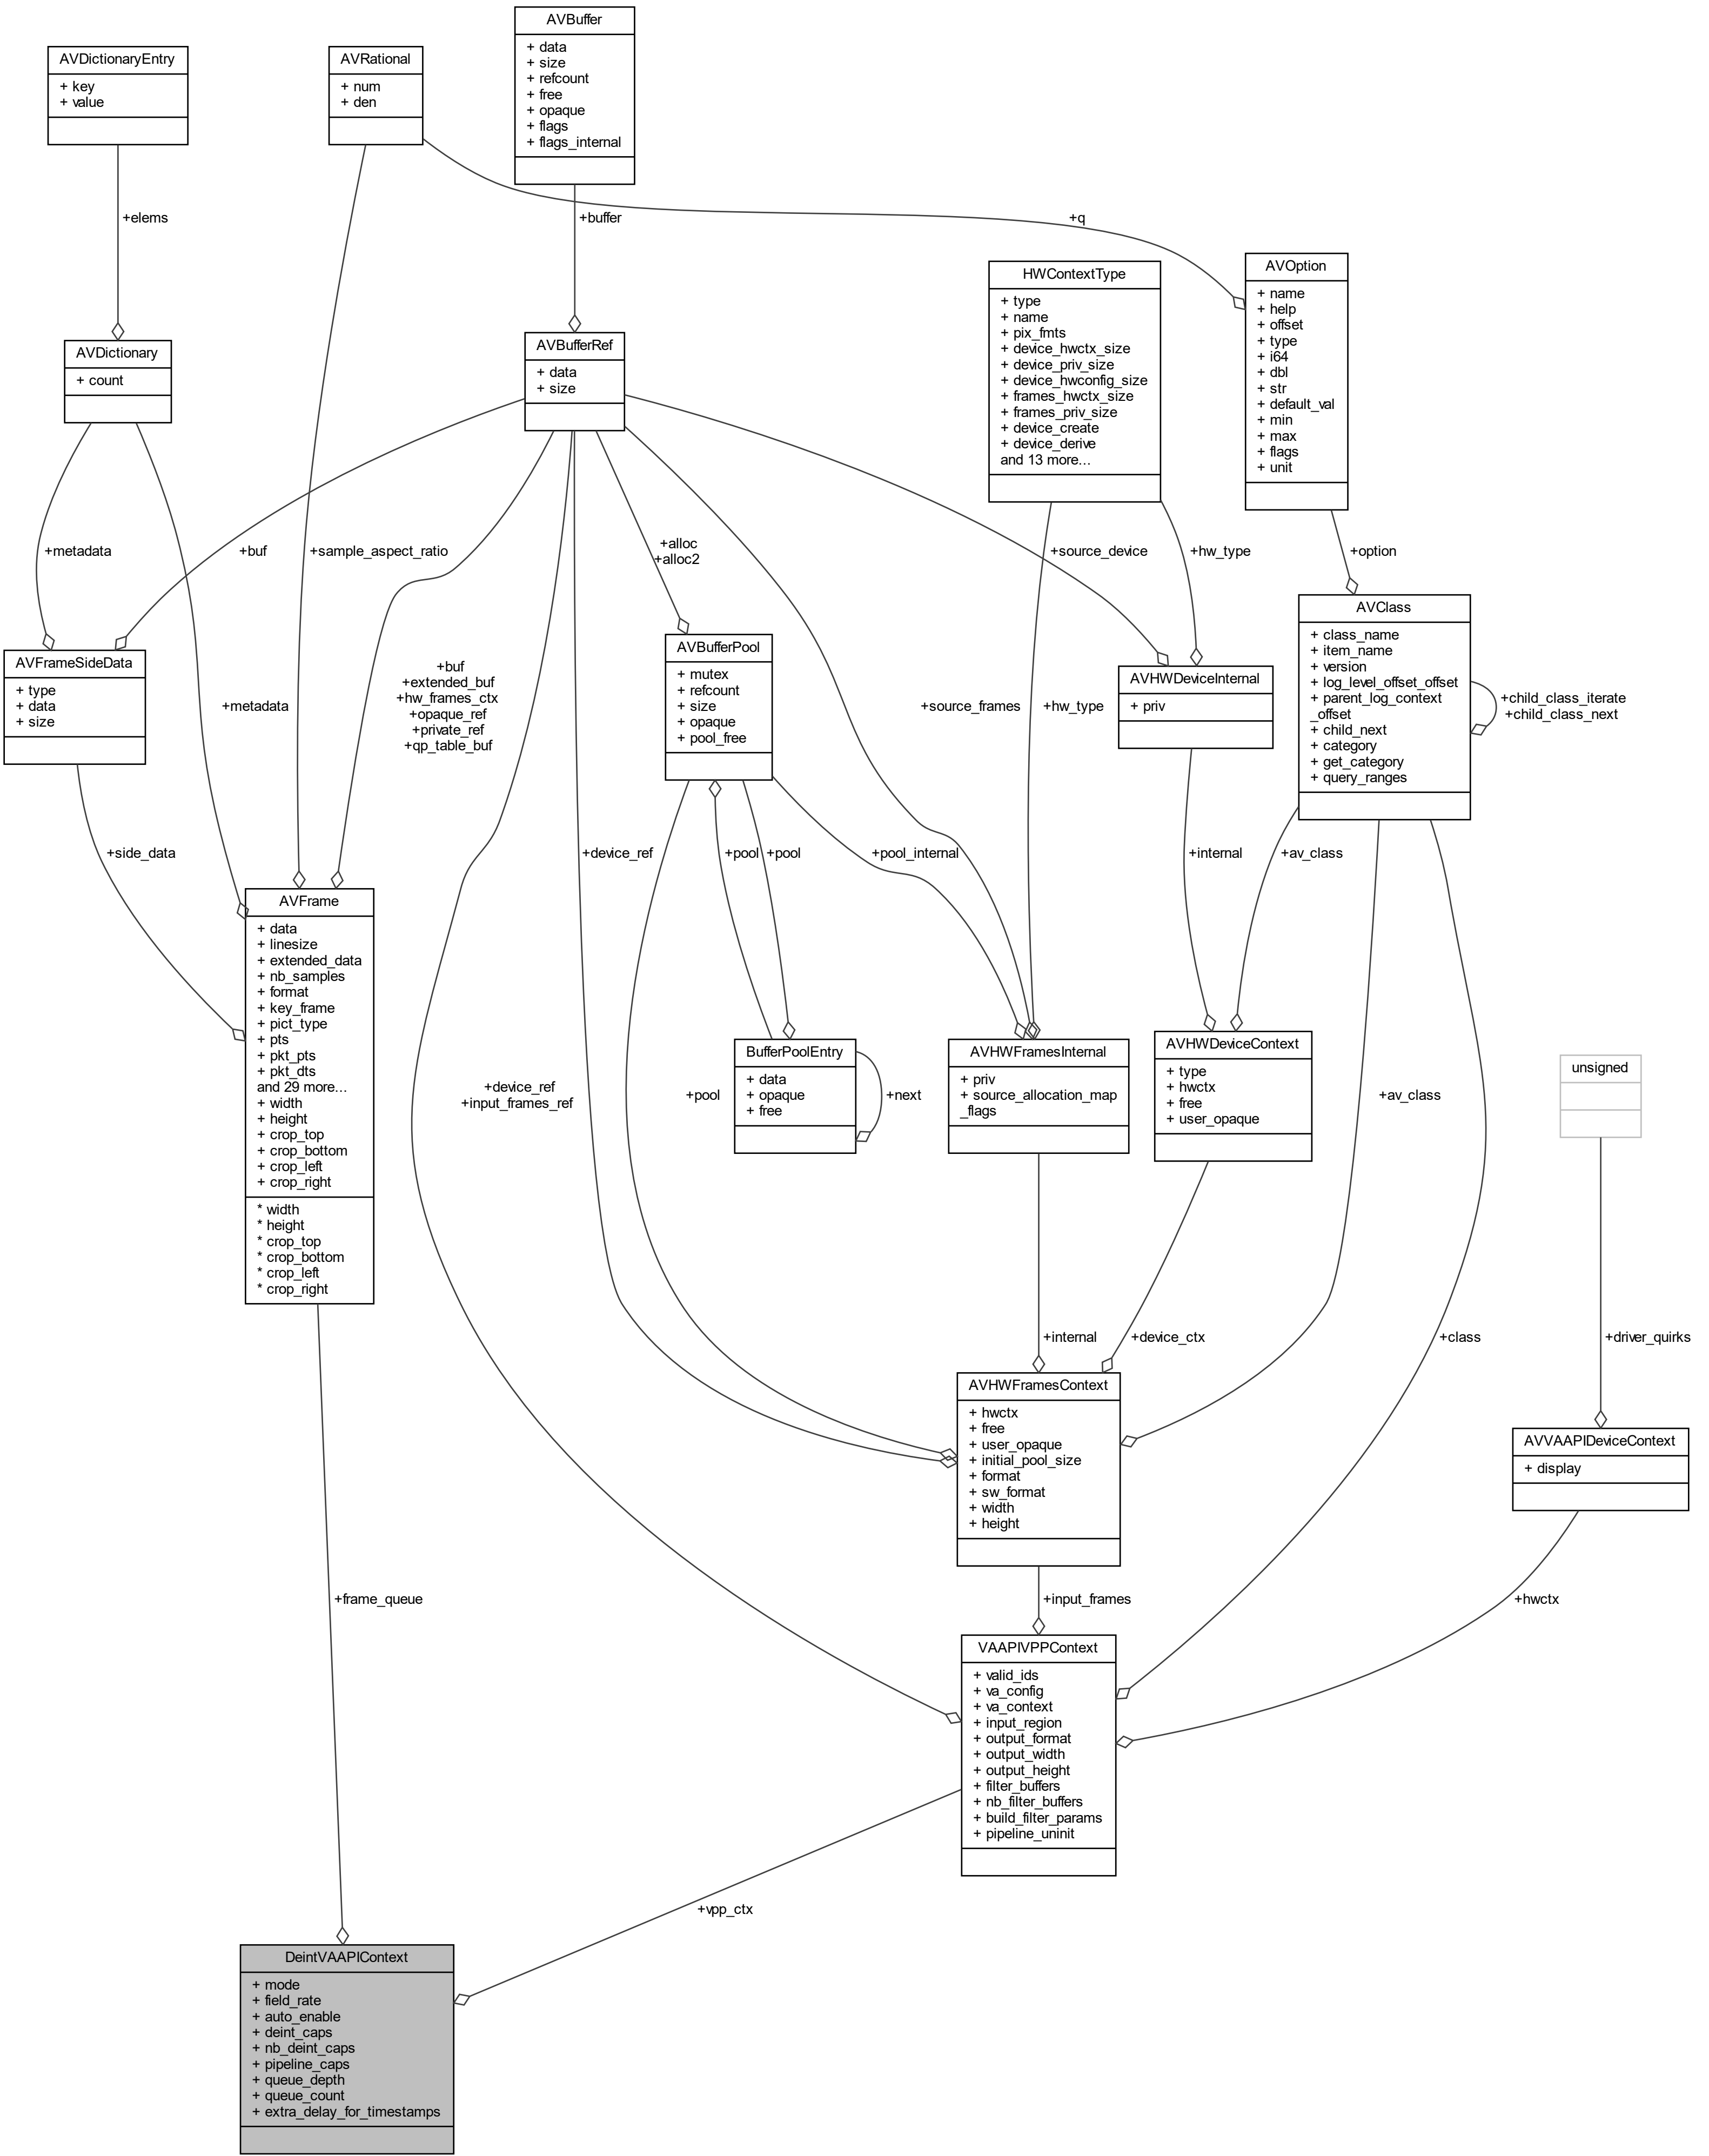 AVBuffer
+ data
+ size
+ refcount
+ free
+ opaque
+ flags
+ flags_internal
AVDictionaryEntry
+ key
+ value
AVRational
+ num
+ den
+elems
+buffer
+q
AVOption
+ name
+ help
+ offset
+ type
+ i64
+ dbl
+ str
+ default_val
+ min
+ max
+ flags
+ unit
HWContextType
+ type
+ name
+ pix_fmts
+ device_hwctx_size
+ device_priv_size
+ device_hwconfig_size
+ frames_hwctx_size
+ frames_priv_size
+ device_create
+ device_derive
and 13 more...
AVDictionary
+ count
AVBufferRef
+ data
+ size
+metadata
+buf
+sample_aspect_ratio
+alloc
+alloc2
+source_device
+hw_type
+option
AVFrameSideData
+ type
+ data
+ size
+metadata
+buf
+extended_buf
+hw_frames_ctx
+opaque_ref
+private_ref
+qp_table_buf
AVBufferPool
+ mutex
+ refcount
+ size
+ opaque
+ pool_free
+source_frames
+hw_type
AVHWDeviceInternal
+ priv
AVClass
+ class_name
+ item_name
+ version
+ log_level_offset_offset
+ parent_log_context
_offset
+ child_next
+ category
+ get_category
+ query_ranges
+child_class_iterate
+child_class_next
+side_data
+device_ref
+pool
+pool
+pool_internal
+internal
+av_class
AVFrame
+ data
+ linesize
+ extended_data
+ nb_samples
+ format
+ key_frame
+ pict_type
+ pts
+ pkt_pts
+ pkt_dts
and 29 more...
+ width
+ height
+ crop_top
+ crop_bottom
+ crop_left
+ crop_right
* width
* height
* crop_top
* crop_bottom
* crop_left
* crop_right
+device_ref
+input_frames_ref
+pool
BufferPoolEntry
+ data
+ opaque
+ free
+next
AVHWFramesInternal
+ priv
+ source_allocation_map
_flags
AVHWDeviceContext
+ type
+ hwctx
+ free
+ user_opaque
+av_class
unsigned
+internal
+device_ctx
+class
+driver_quirks
AVHWFramesContext
+ hwctx
+ free
+ user_opaque
+ initial_pool_size
+ format
+ sw_format
+ width
+ height
AVVAAPIDeviceContext
+ display
+frame_queue
+input_frames
+hwctx
VAAPIVPPContext
+ valid_ids
+ va_config
+ va_context
+ input_region
+ output_format
+ output_width
+ output_height
+ filter_buffers
+ nb_filter_buffers
+ build_filter_params
+ pipeline_uninit
+vpp_ctx
DeintVAAPIContext
+ mode
+ field_rate
+ auto_enable
+ deint_caps
+ nb_deint_caps
+ pipeline_caps
+ queue_depth
+ queue_count
+ extra_delay_for_timestamps